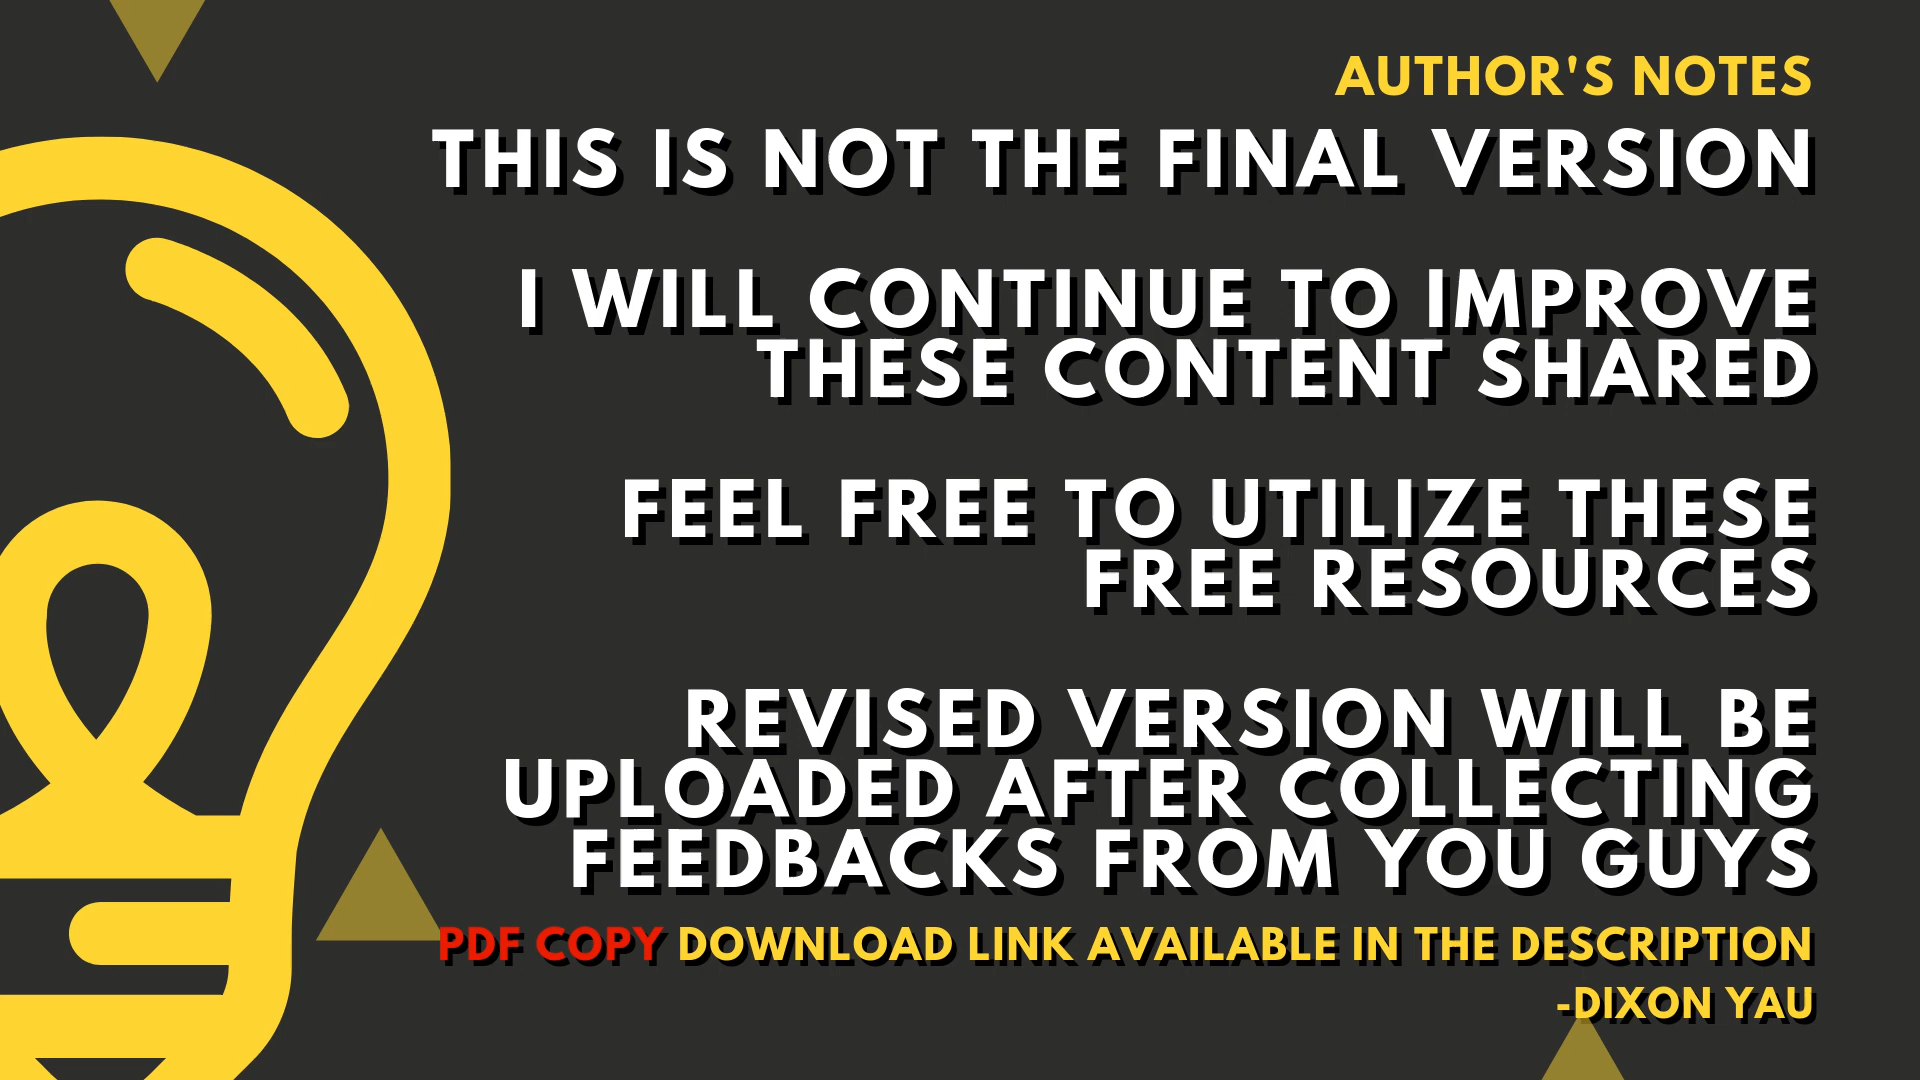 AUTHOR'S NOTES
THIS IS NOT THE FINAL VERSION
I WILL CONTINUE TO IMPROVE
THESE CONTENT SHARED
FEEL FREE TO UTILIZE THESE
FREE RESOURCES
REVISED VERSION WILL BE
UPLOADED AFTER COLLECTING
FEEDBACKS FROM YOU GUYS
PDF COPY DOWNLOAD LINK AVAILABLE IN THE DESCRIPTION
-DIXON YAU